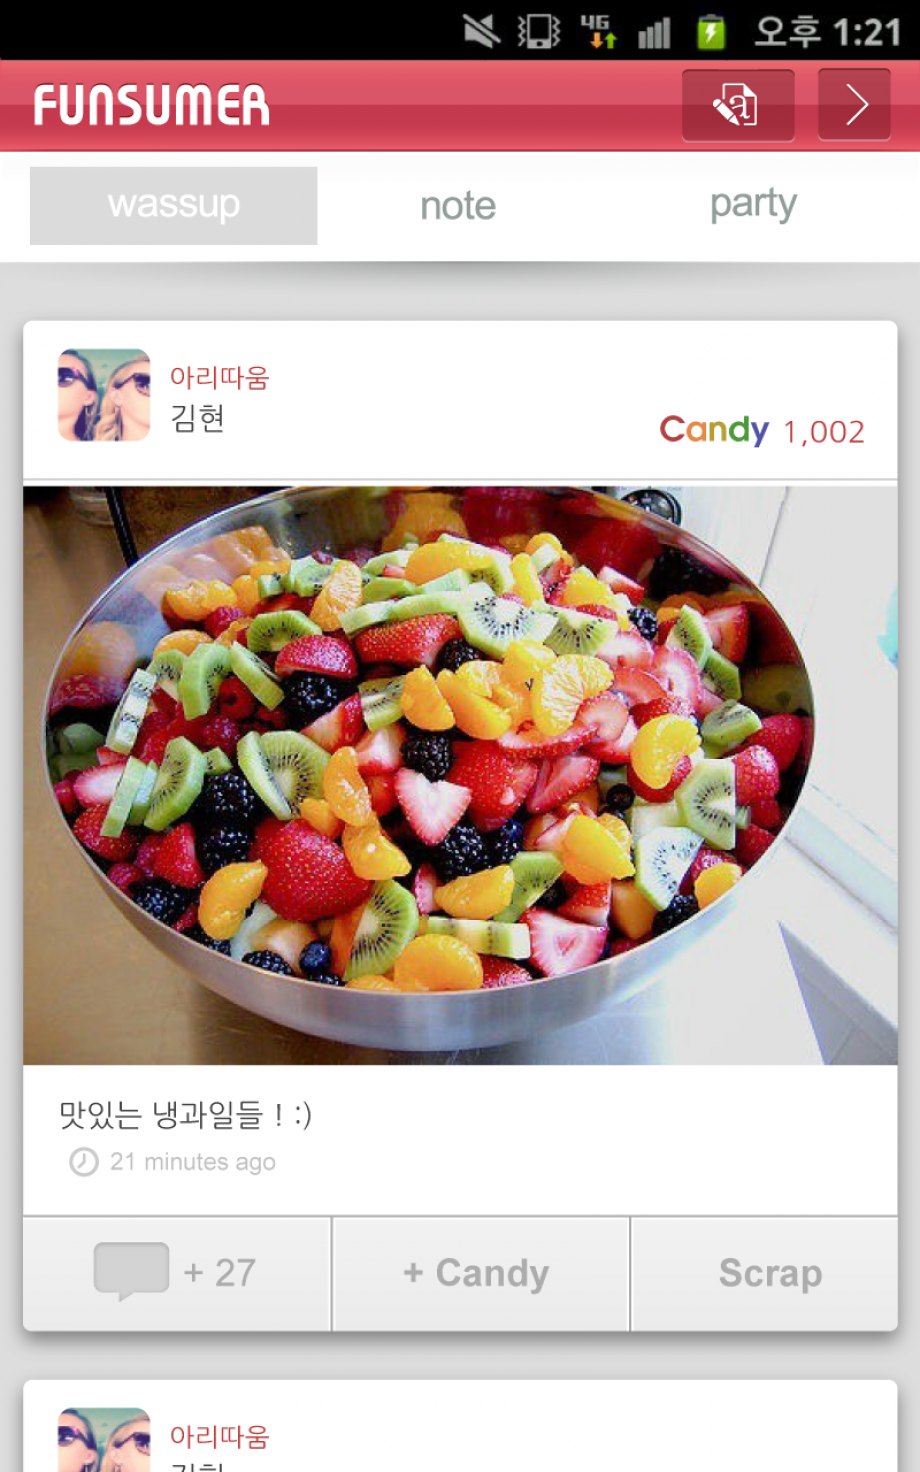 4G 오후 1:21
FUNSUMER a
wassup note party
아리따움
김현
Candy 1,002
맛있는 냉과일들 ! :)
21 minutes ago
+ 27 + Candy Scrap
아리따움